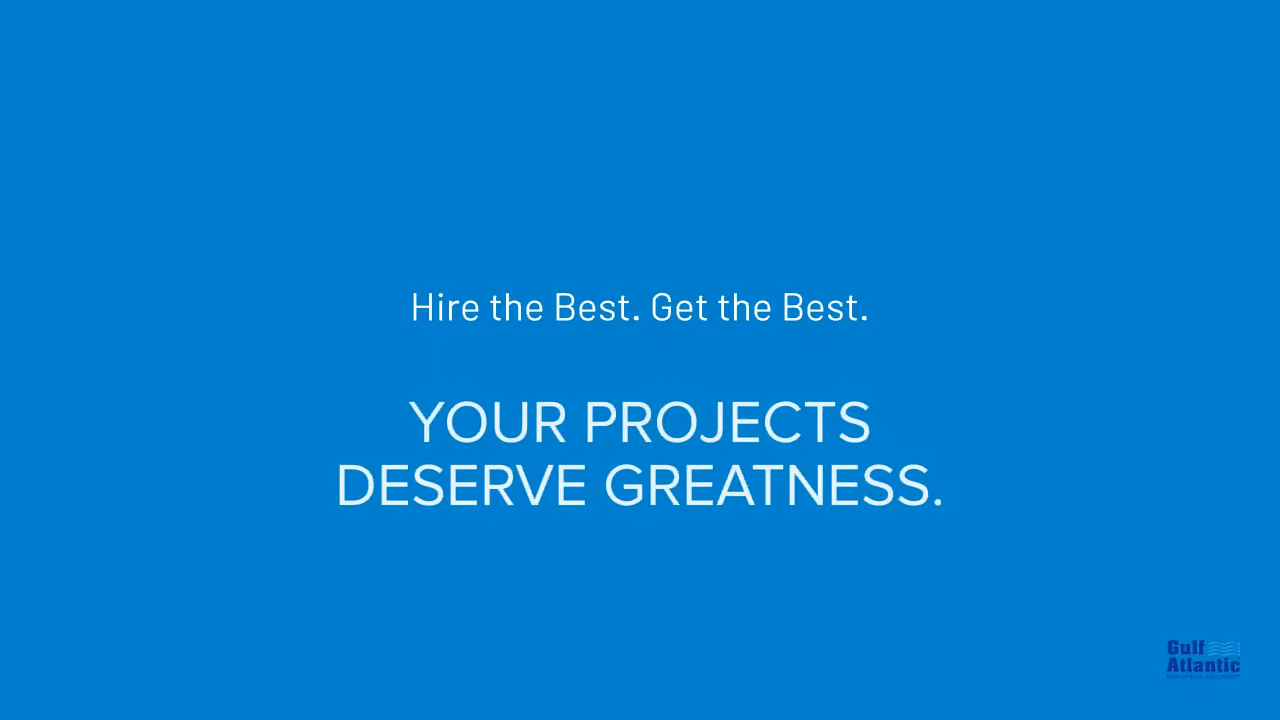 Hire the Best. Get the Best.
YOUR PROJECTS
DESERVE GREATNESS.
Gulf
Atlantic